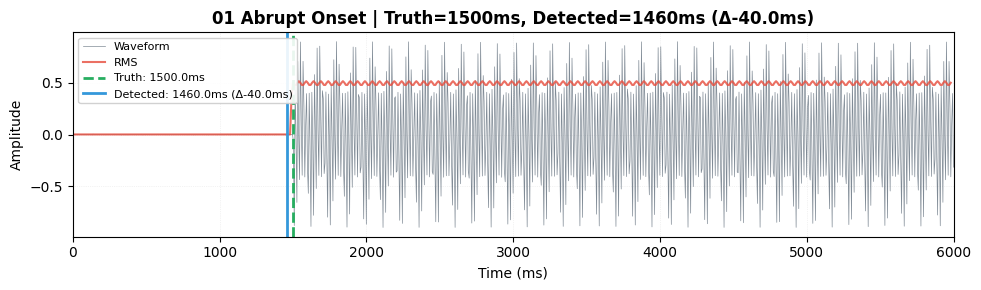 01 Abrupt Onset | Truth=1500ms, Detected=1460ms (Δ-40.0ms)
Waveform
RMS
Truth: 1500.0ms
Detected: 1460.0ms (Δ-40.0ms)
Amplitude
0.5
0.0
−0.5
0 1000 2000 3000 4000 5000 6000
Time (ms)